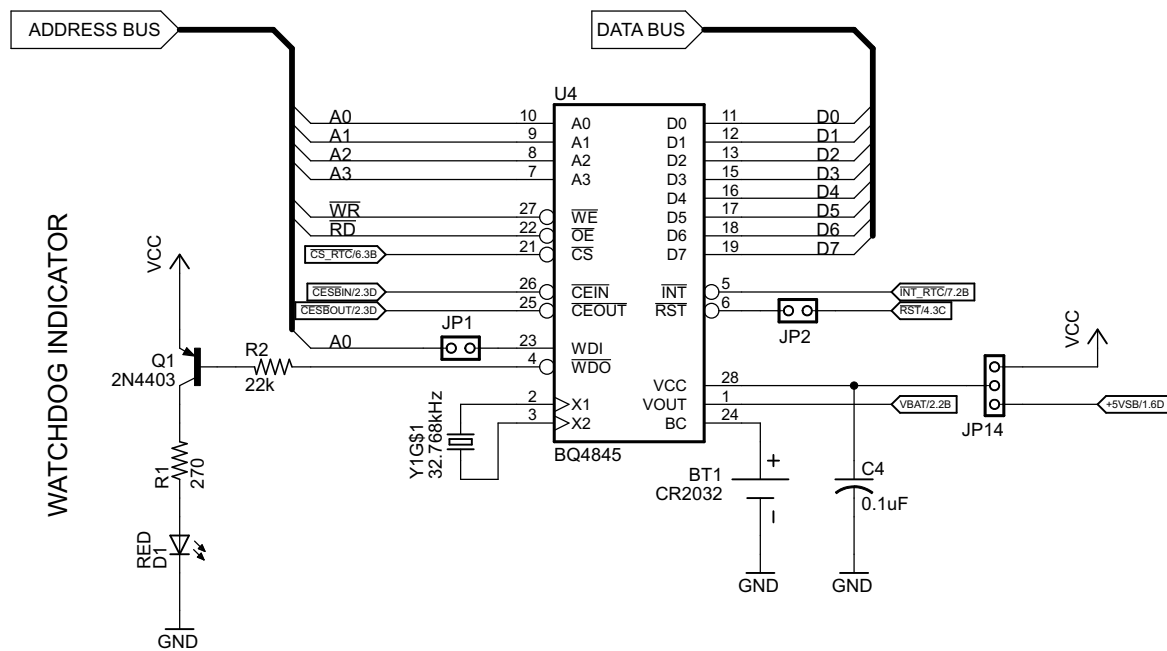 ADDRESS BUS
DATA BUS
U4
A0 10 A0 D0 11 D0
A1 9 A1 D1 12 D1
A2 8 A2 D2 13 D2
A3 7 A3 D3 15 D3
D4 16 D4
WR 27 WE D5 17 D5
RD 22 OE D6 18 D6
CS_RTC/6.3B 21 CS D7 19 D7
CESBIN/2.3D 26 CEIN INT 5 INT_RTC/7.2B
CESBOUT/2.3D 25 CEOUT RST 6 RST/4.3C
JP1
JP2
A0 23 WDI
4 WDO
VCC
WATCHDOG INDICATOR
Q1
2N4403
R2
22k
VCC
VCC 28
2 X1 VOUT 1 VBAT/2.2B
+5VSB/1.6D
3 X2 BC 24
JP14
Y1G$1
32.768kHz
BQ4845
R1
270
BT1
CR2032
+
-
C4
0.1uF
RED
D1
GND
GND
GND